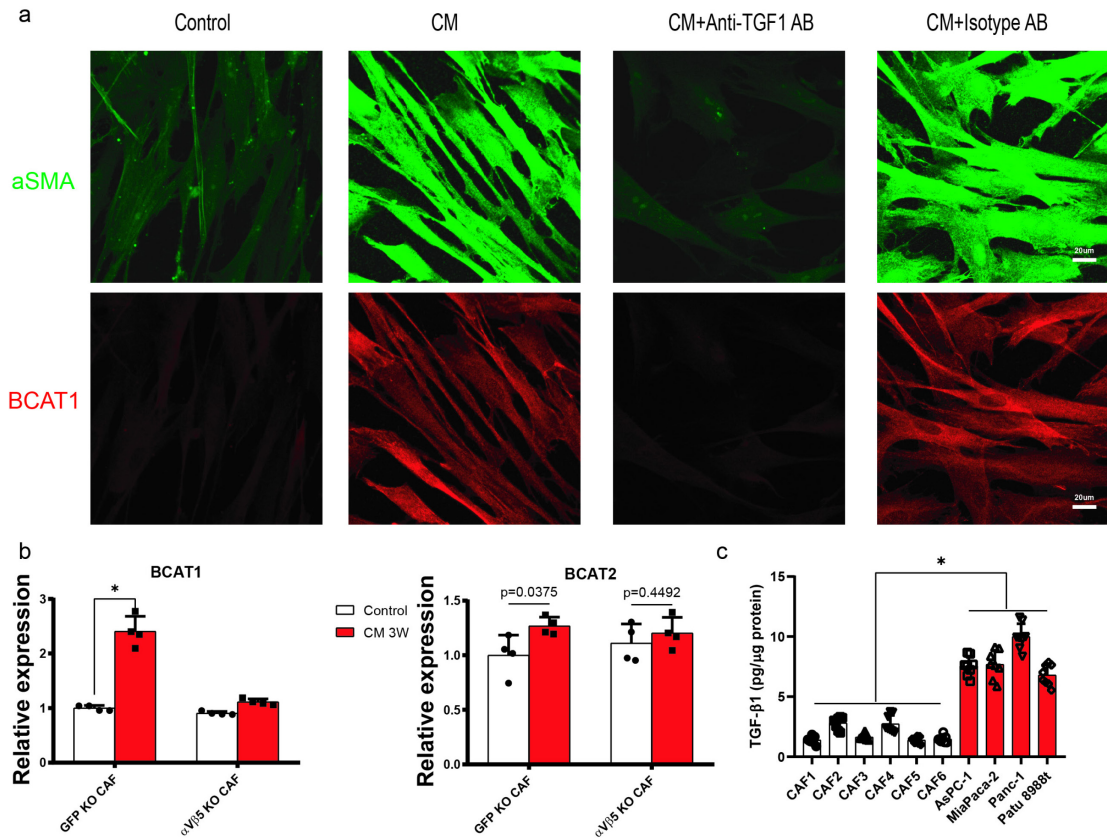 a
Control
CM
CM+Anti-TGF1 AB
CM+Isotype AB
aSMA
20um
BCAT1
20um
b
BCAT1
Relative expression
3
2
1
0
*
GFP KO CAF
αVβ5 KO CAF
Control
CM 3W
BCAT2
Relative expression
1.5
1.0
0.5
0.0
p=0.0375
p=0.4492
GFP KO CAF
αVβ5 KO CAF
c
*
TGF-β1 (pg/μg protein)
15
10
5
0
CAF1
CAF2
CAF3
CAF4
CAF5
CAF6
AsPC-1
MiaPaca-2
Panc-1
Patu 8988t